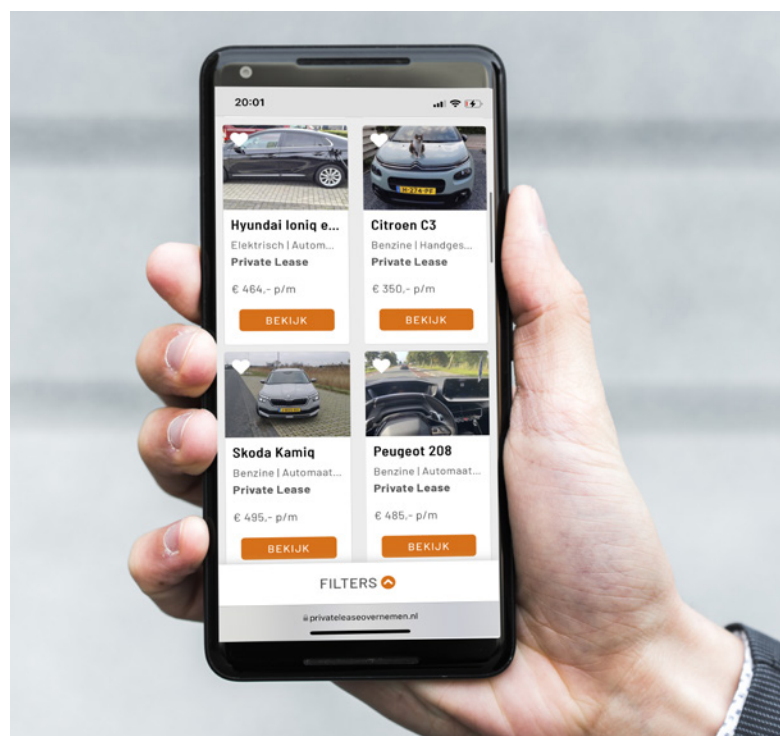 20:01
Hyundai Ioniq e...
Elektrisch | Autom...
Private Lease
€ 464,- p/m
BEKIJK
Citroen C3
Benzine | Handges...
Private Lease
€ 350,- p/m
BEKIJK
Skoda Kamiq
Benzine | Automaat...
Private Lease
€ 495,- p/m
BEKIJK
Peugeot 208
Benzine | Automaat...
Private Lease
€ 485,- p/m
BEKIJK
FILTERS
privateleaseovernemen.nl